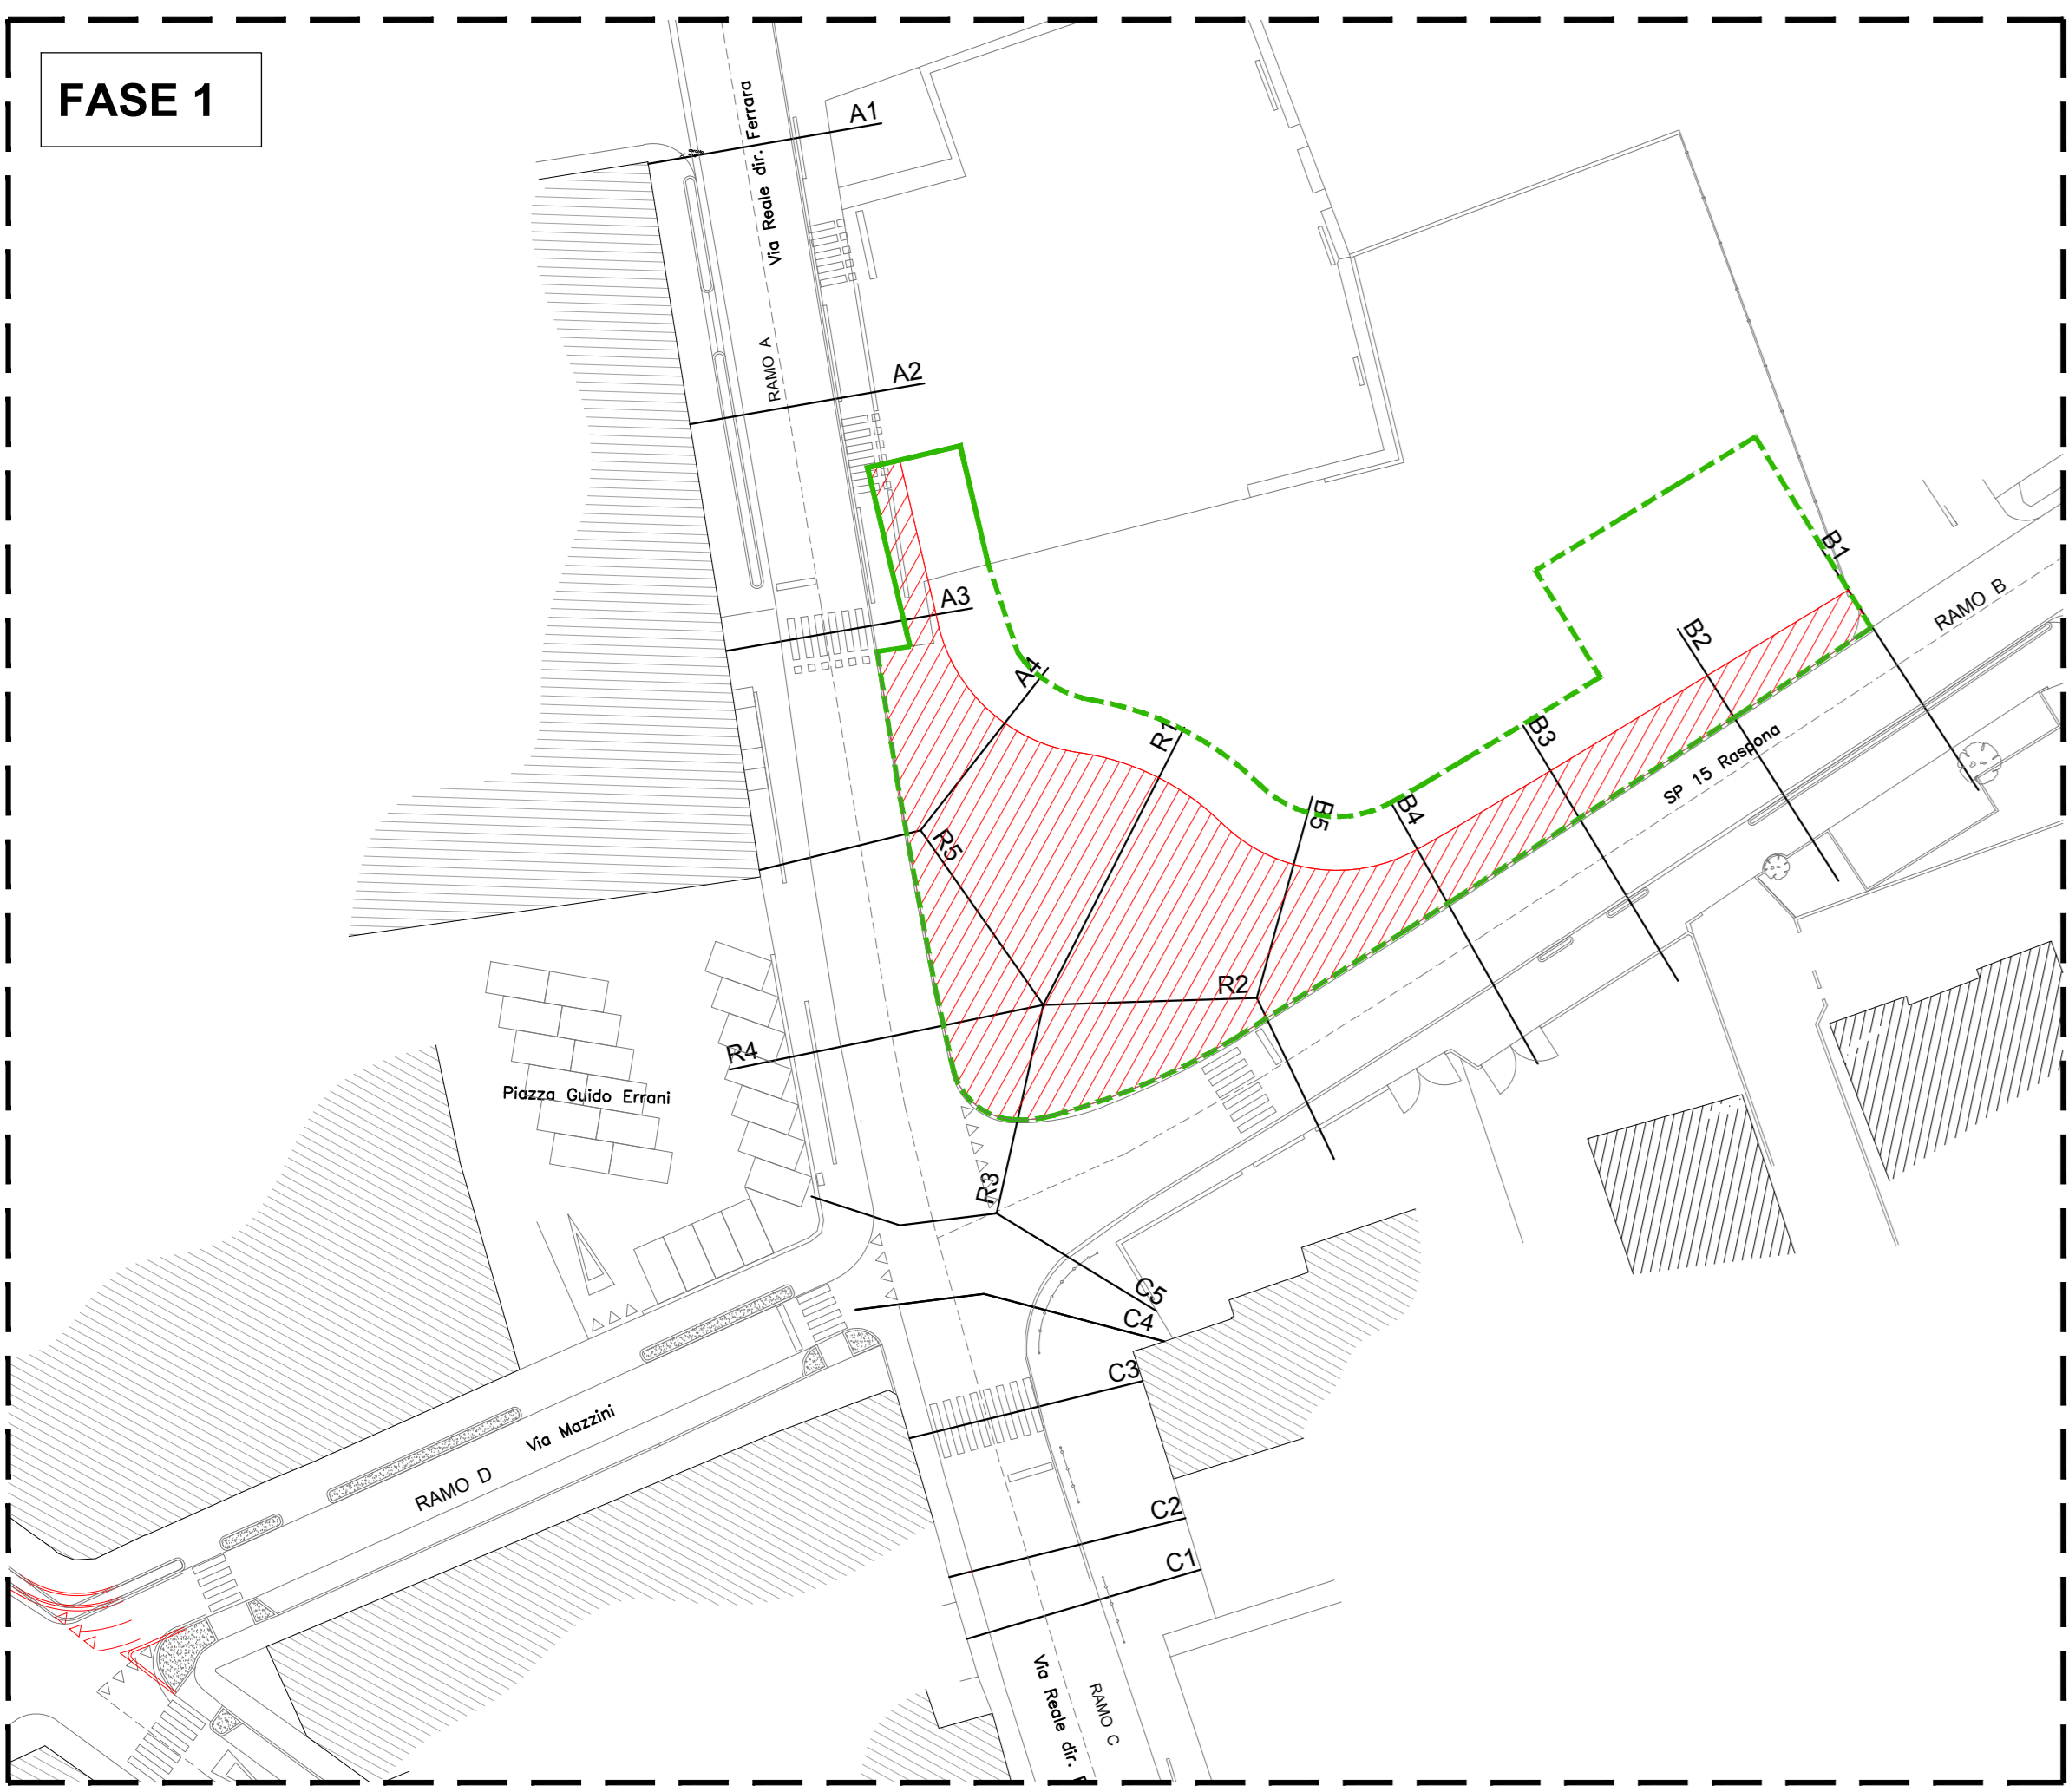 FASE 1
A1
Via Reale dir. Ferrara
RAMO A
A2
A3
A4
B1
RAMO B
B2
SP 15 Raspona
B3
R1
B4
B5
R5
R2
R4
Piazza Guido Errani
R3
C5
C4
C3
Via Mazzini
RAMO D
C2
C1
Via Reale dir.
RAMO C